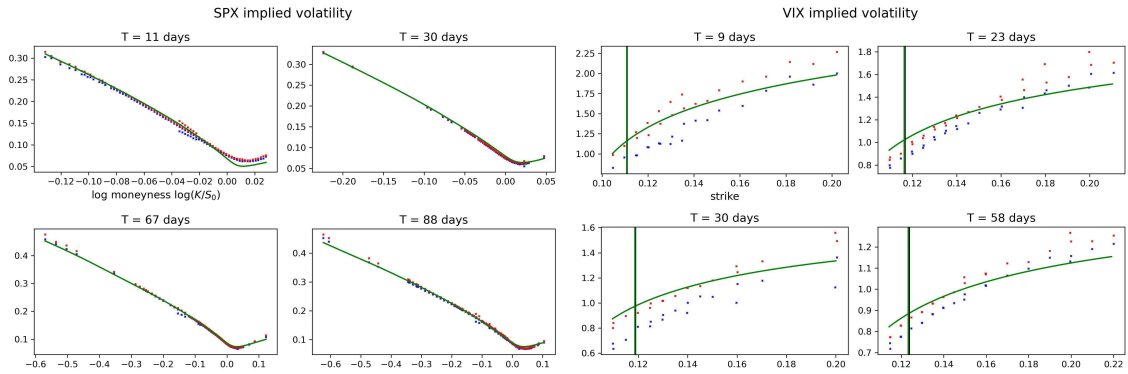 SPX implied volatility
VIX implied volatility
T = 11 days
0.30
0.25
0.20
0.15
0.10
0.05
−0.12 −0.10 −0.08 −0.06 −0.04 −0.02 0.00 0.02
log moneyness log(K/S0)
T = 30 days
0.30
0.25
0.20
0.15
0.10
0.05
−0.20 −0.15 −0.10 −0.05 0.00 0.05
T = 9 days
2.25
2.00
1.75
1.50
1.25
1.00
0.75
0.10 0.12 0.14 0.16 0.18 0.20
strike
T = 23 days
1.8
1.6
1.4
1.2
1.0
0.8
0.12 0.14 0.16 0.18 0.20
T = 67 days
0.4
0.3
0.2
0.1
−0.6 −0.5 −0.4 −0.3 −0.2 −0.1 0.0 0.1
T = 88 days
0.4
0.3
0.2
0.1
−0.6 −0.5 −0.4 −0.3 −0.2 −0.1 0.0 0.1
T = 30 days
1.6
1.4
1.2
1.0
0.8
0.6
0.12 0.14 0.16 0.18 0.20
T = 58 days
1.2
1.1
1.0
0.9
0.8
0.7
0.12 0.14 0.16 0.18 0.20 0.22